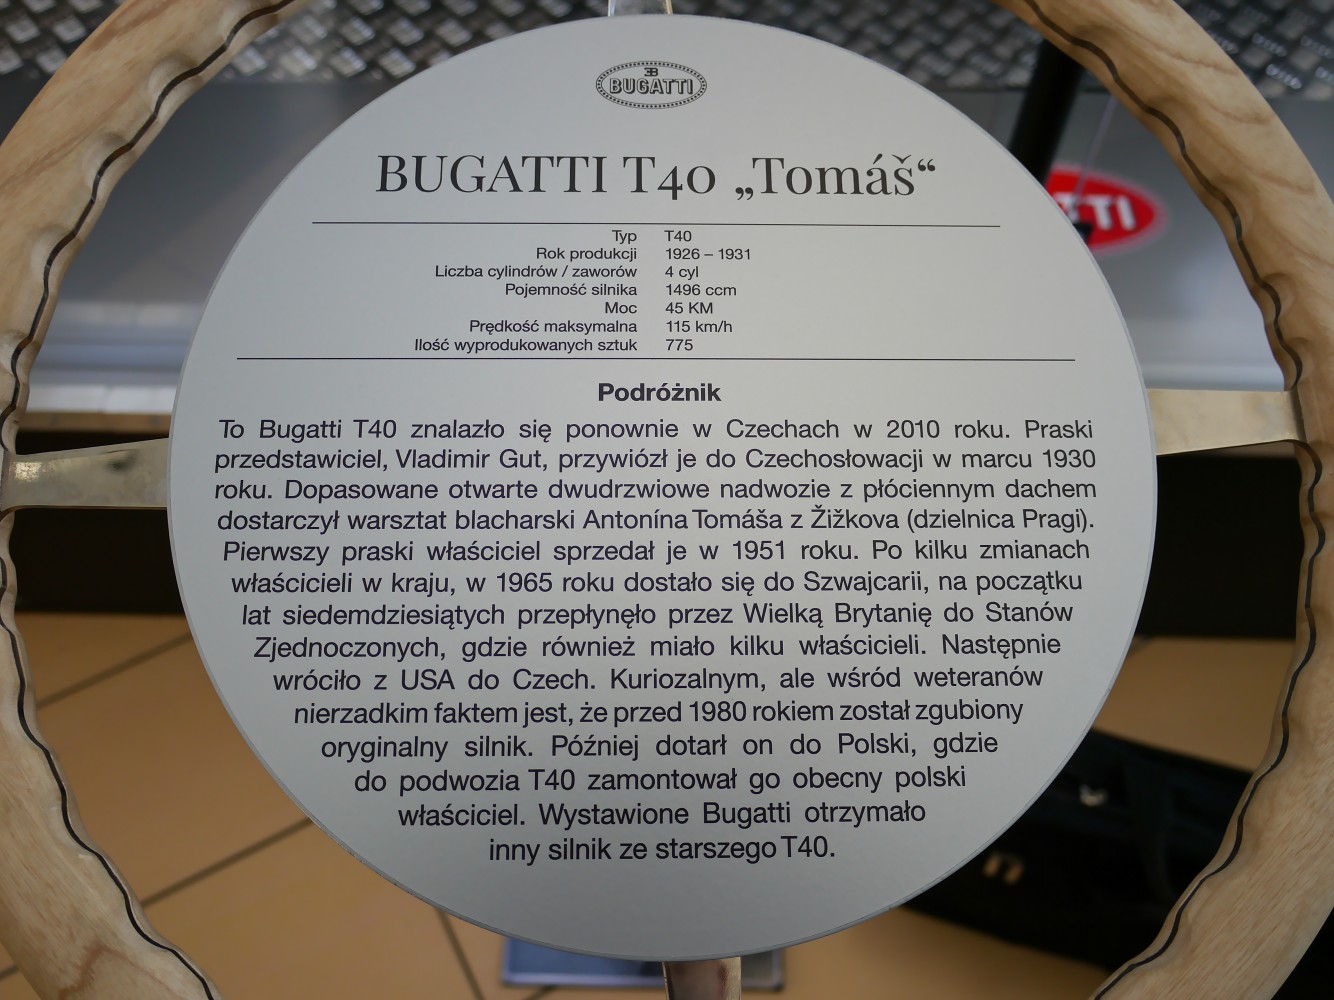 EB
BUGATTI
BUGATTI T40 „Tomáš“
Typ T40
Rok produkcji 1926 – 1931
Liczba cylindrów / zaworów 4 cyl
Pojemność silnika 1496 ccm
Moc 45 KM
Prędkość maksymalna 115 km/h
Ilość wyprodukowanych sztuk 775
Podróżnik
To Bugatti T40 znalazło się ponownie w Czechach w 2010 roku. Praski
przedstawiciel, Vladimir Gut, przywiózł je do Czechosłowacji w marcu 1930
roku. Dopasowane otwarte dwudrzwiowe nadwozie z płóciennym dachem
dostarczył warsztat blacharski Antonína Tomáša z Žižkova (dzielnica Pragi).
Pierwszy praski właściciel sprzedał je w 1951 roku. Po kilku zmianach
właścicieli w kraju, w 1965 roku dostało się do Szwajcarii, na początku
lat siedemdziesiątych przepłynęło przez Wielką Brytanię do Stanów
Zjednoczonych, gdzie również miało kilku właścicieli. Następnie
wróciło z USA do Czech. Kuriozalnym, ale wśród weteranów
nierzadkim faktem jest, że przed 1980 rokiem został zgubiony
oryginalny silnik. Później dotarł on do Polski, gdzie
do podwozia T40 zamontował go obecny polski
właściciel. Wystawione Bugatti otrzymało
inny silnik ze starszego T40.
TTI